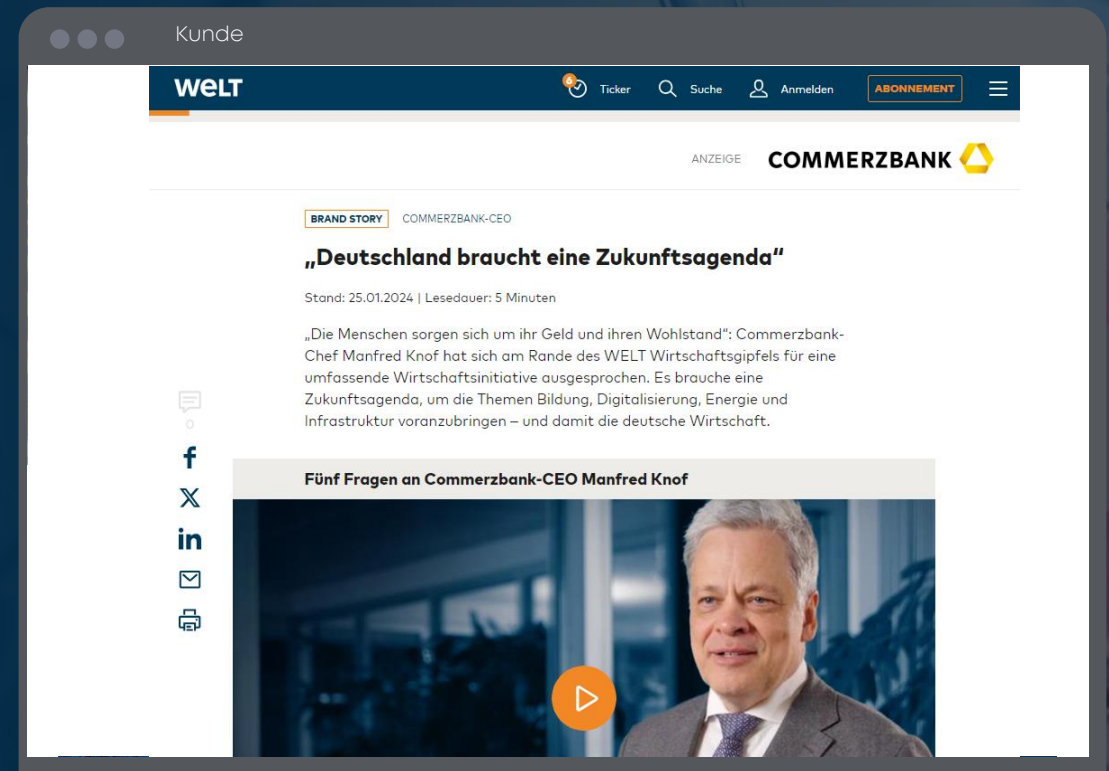 Kunde
WELT
6
Ticker
Suche
Anmelden
ABONNEMENT
ANZEIGE
COMMERZBANK
BRAND STORY
COMMERZBANK-CEO
„Deutschland braucht eine Zukunftsagenda“
Stand: 25.01.2024 | Lesedauer: 5 Minuten
„Die Menschen sorgen sich um ihr Geld und ihren Wohlstand“: Commerzbank-
Chef Manfred Knof hat sich am Rande des WELT Wirtschaftsgipfels für eine
umfassende Wirtschaftsinitiative ausgesprochen. Es brauche eine
Zukunftsagenda, um die Themen Bildung, Digitalisierung, Energie und
Infrastruktur voranzubringen – und damit die deutsche Wirtschaft.
0
Fünf Fragen an Commerzbank-CEO Manfred Knof